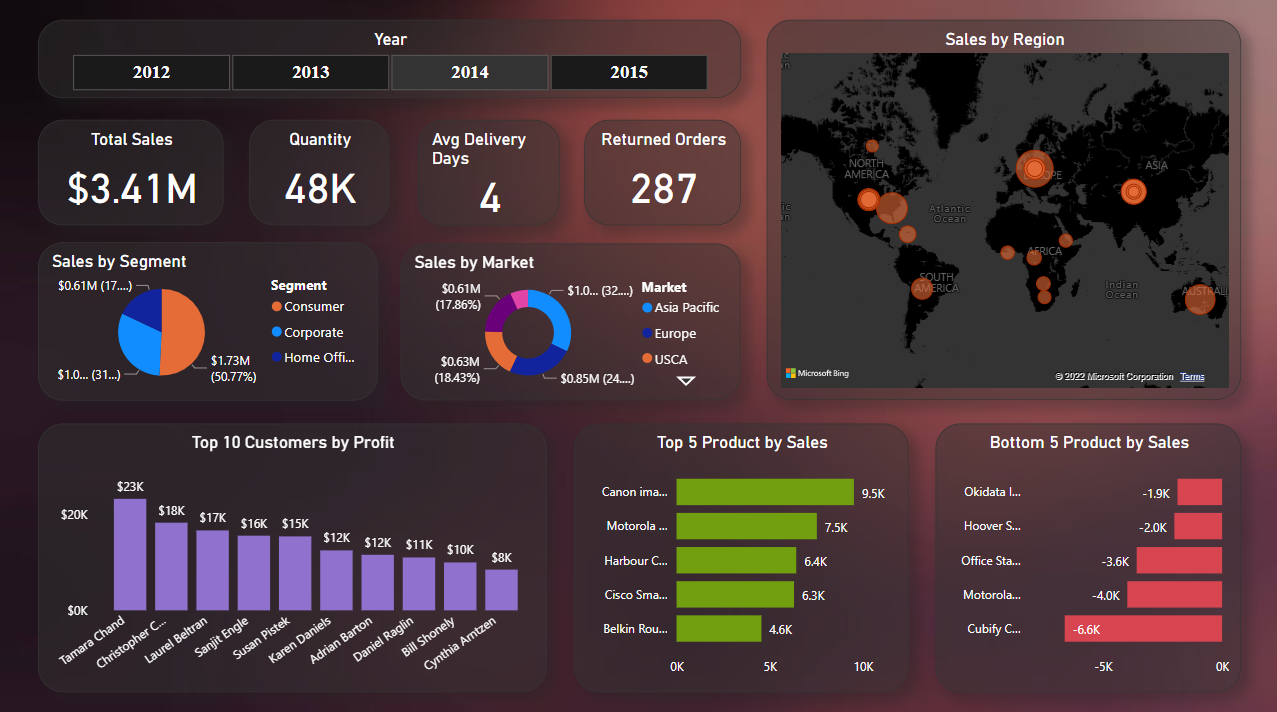 Year
2012
2013
2014
2015
Total Sales
$3.41M
Quantity
48K
Avg Delivery
Days
4
Returned Orders
287
Sales by Segment
$0.61M (17....)
$1.0... (31...)
$1.73M
(50.77%)
Segment
Consumer
Corporate
Home Offi...
Sales by Market
$0.61M
(17.86%)
$1.0... (32....)
$0.63M
(18.43%)
$0.85M (24....)
Market
Asia Pacific
Europe
USCA
Sales by Region
NORTH
AMERICA
ASIA
Atlantic
Ocean
AFRICA
SOUTH
AMERICA
Indian
Ocean
Microsoft Bing
© 2022 Microsoft Corporation
Terms
Top 10 Customers by Profit
$20K
$0K
$23K
$18K
$17K
$16K
$15K
$12K
$12K
$11K
$10K
$8K
Tamara Chand
Christopher C...
Laurel Beltran
Sanjit Engle
Susan Pistek
Karen Daniels
Adrian Barton
Daniel Raglin
Bill Shonely
Cynthia Arntzen
Top 5 Product by Sales
Canon ima...
9.5K
Motorola ...
7.5K
Harbour C...
6.4K
Cisco Sma...
6.3K
Belkin Rou...
4.6K
0K
5K
10K
Bottom 5 Product by Sales
Okidata I...
-1.9K
Hoover S...
-2.0K
Office Sta...
-3.6K
Motorola...
-4.0K
Cubify C...
-6.6K
-5K
0K